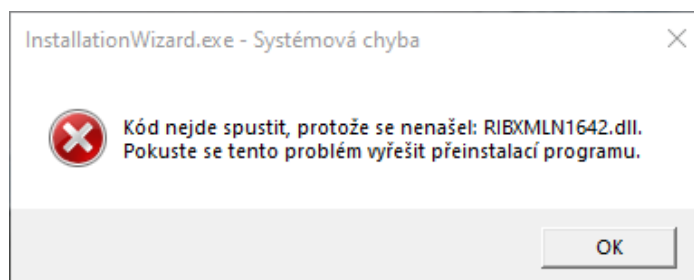 InstallationWizard.exe - Systémová chyba
Kód nejde spustit, protože se nenašel: RIBXMLN1642.dll.
Pokuste se tento problém vyřešit přeinstalací programu.
OK